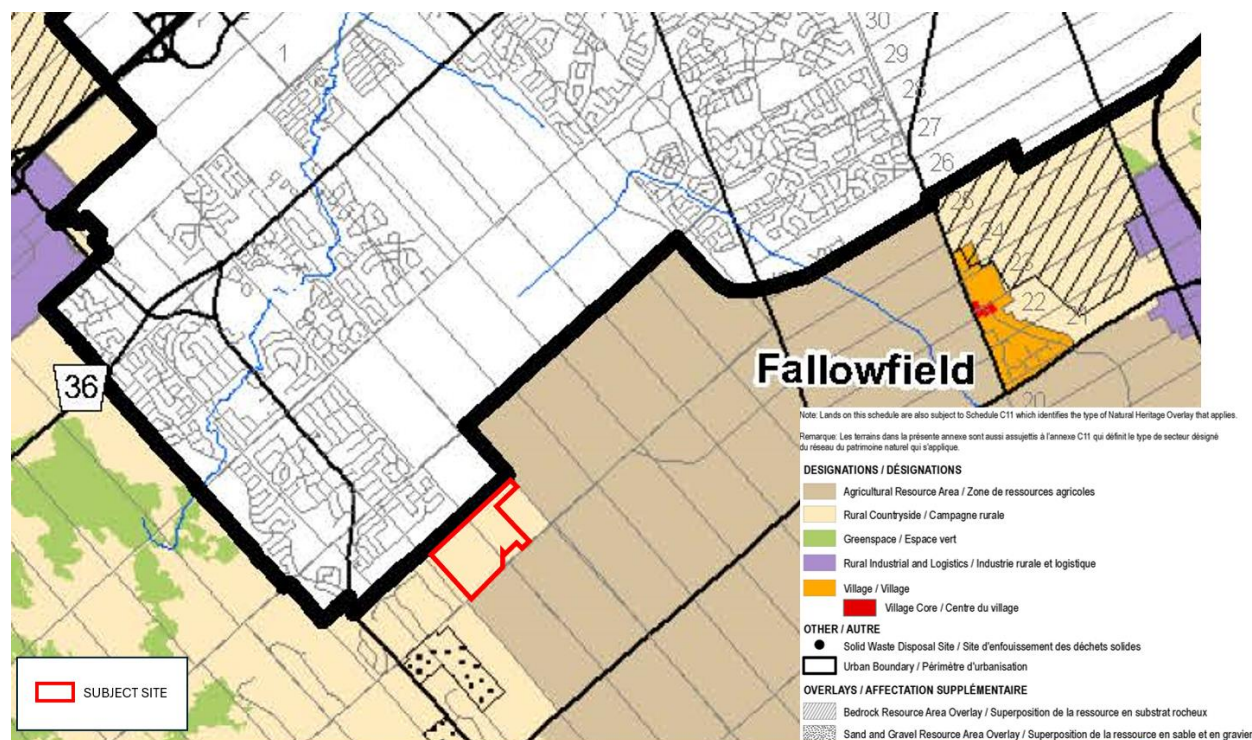 1
30
29
28
27
26
25
24
23
22
21
20
36
Fallowfield
Note: Lands on this schedule are also subject to Schedule C11 which identifies the type of Natural Heritage Overlay that applies.
Remarque: Les terrains dans la présente annexe sont aussi assujettis à l'annexe C11 qui définit le type de secteur désigné
du réseau du patrimoine naturel qui s'applique.
DESIGNATIONS / DÉSIGNATIONS
Agricultural Resource Area / Zone de ressources agricoles
Rural Countryside / Campagne rurale
Greenspace / Espace vert
Rural Industrial and Logistics / Industrie rurale et logistique
Village / Village
Village Core / Centre du village
OTHER / AUTRE
Solid Waste Disposal Site / Site d'enfouissement des déchets solides
Urban Boundary / Périmètre d'urbanisation
OVERLAYS / AFFECTATION SUPPLÉMENTAIRE
Bedrock Resource Area Overlay / Superposition de la ressource en substrat rocheux
Sand and Gravel Resource Area Overlay / Superposition de la ressource en sable et en gravier
SUBJECT SITE